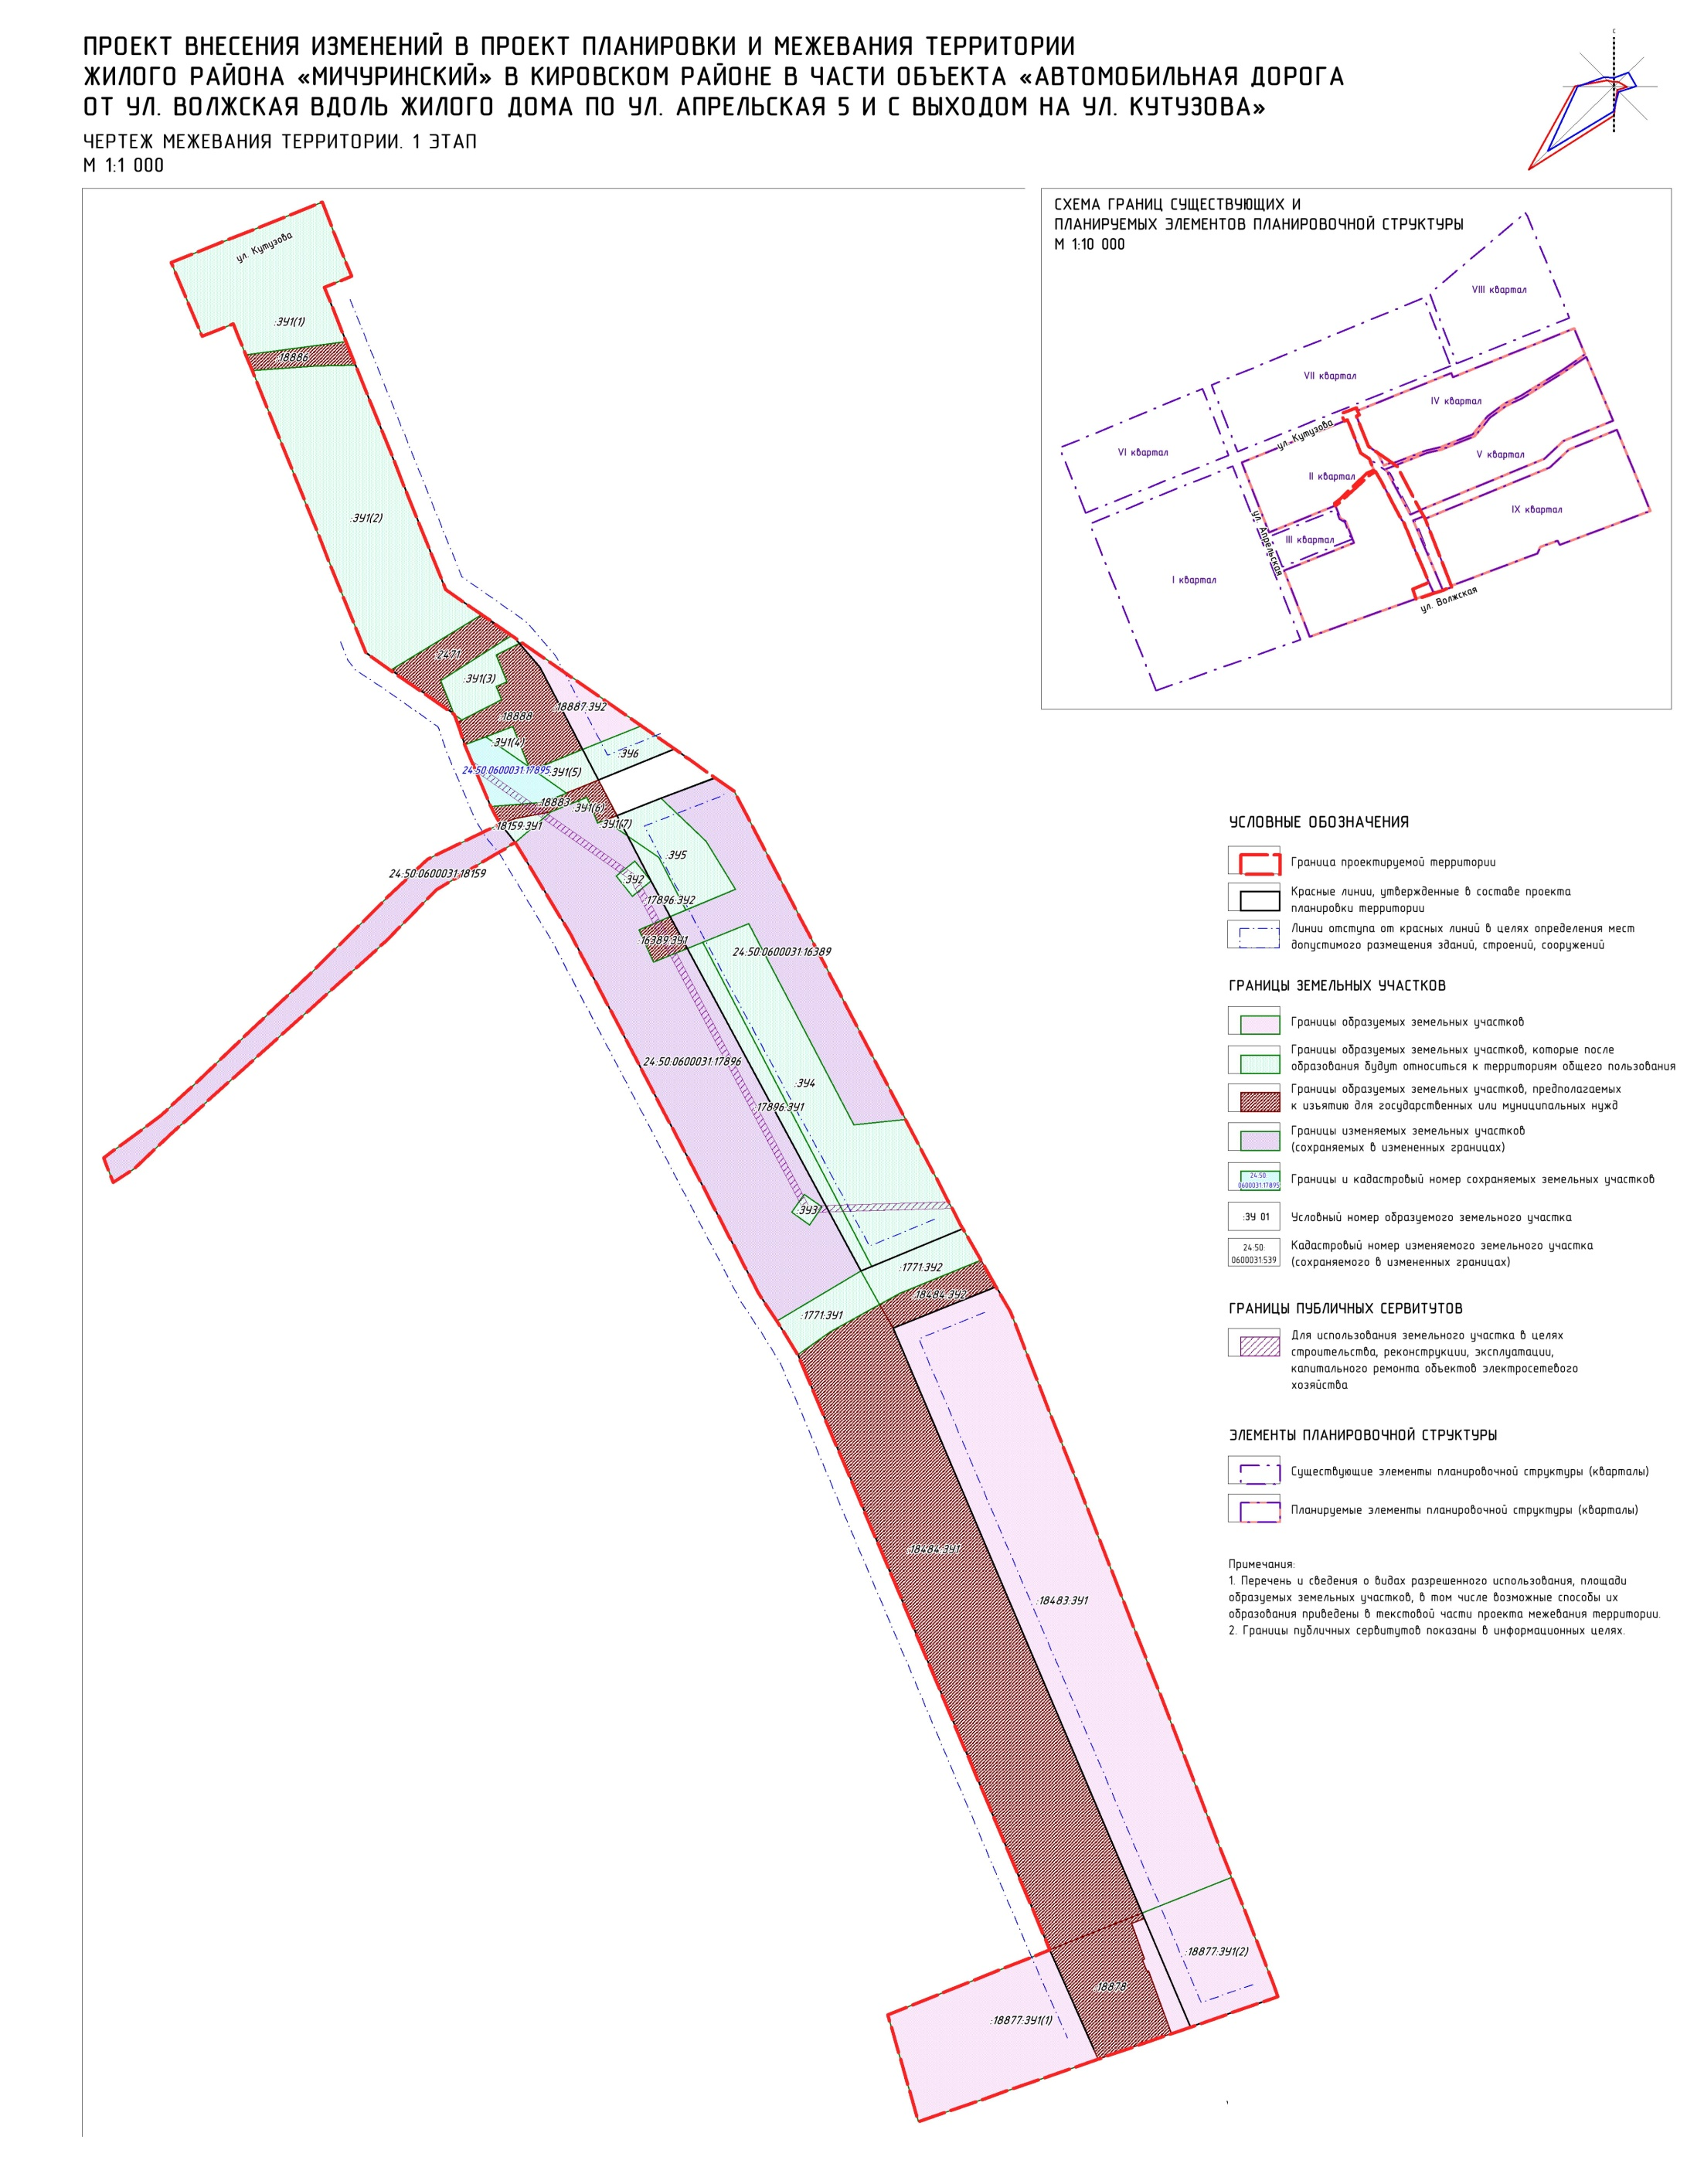 ПРОЕКТ ВНЕСЕНИЯ ИЗМЕНЕНИЙ В ПРОЕКТ ПЛАНИРОВКИ И МЕЖЕВАНИЯ ТЕРРИТОРИИ
ЖИЛОГО РАЙОНА «МИЧУРИНСКИЙ» В КИРОВСКОМ РАЙОНЕ В ЧАСТИ ОБЪЕКТА «АВТОМОБИЛЬНАЯ ДОРОГА
ОТ УЛ. ВОЛЖСКАЯ ВДОЛЬ ЖИЛОГО ДОМА ПО УЛ. АПРЕЛЬСКАЯ 5 И С ВЫХОДОМ НА УЛ. КУТУЗОВА»
ЧЕРТЕЖ МЕЖЕВАНИЯ ТЕРРИТОРИИ. 1 ЭТАП
М 1:1 000
С
ул. Кутузова
:ЗУ1(1)
:18886
:ЗУ1(2)
:2471
:ЗУ1(3)
:18887:ЗУ2
:18888
:ЗУ1(4)
:ЗУ6
24:50:0600031:17895
:ЗУ1(5)
:18883
:ЗУ1(6)
:ЗУ1(7)
:18159:ЗУ1
:ЗУ5
24:50:0600031:18159
:ЗУ2
:17896:ЗУ2
:16389:ЗУ1
24:50:0600031:16389
24:50:0600031:17896
:ЗУ4
:17896:ЗУ1
:ЗУ3
:1771:ЗУ2
:18484:ЗУ2
:1771:ЗУ1
:18484:ЗУ1
:18483:ЗУ1
:18877:ЗУ1(2)
:18878
:18877:ЗУ1(1)
СХЕМА ГРАНИЦ СУЩЕСТВУЮЩИХ И
ПЛАНИРУЕМЫХ ЭЛЕМЕНТОВ ПЛАНИРОВОЧНОЙ СТРУКТУРЫ
М 1:10 000
VIII квартал
VII квартал
IV квартал
ул. Кутузова
VI квартал
V квартал
II квартал
IX квартал
ул. Апрельская
III квартал
I квартал
ул. Волжская
УСЛОВНЫЕ ОБОЗНАЧЕНИЯ
Граница проектируемой территории
Красные линии, утвержденные в составе проекта
планировки территории
Линии отступа от красных линий в целях определения мест
допустимого размещения зданий, строений, сооружений
ГРАНИЦЫ ЗЕМЕЛЬНЫХ УЧАСТКОВ
Границы образуемых земельных участков
Границы образуемых земельных участков, которые после
образования будут относиться к территориям общего пользования
Границы образуемых земельных участков, предполагаемых
к изъятию для государственных или муниципальных нужд
Границы изменяемых земельных участков
(сохраняемых в измененных границах)
24:50:
0600031:17895
Границы и кадастровый номер сохраняемых земельных участков
:ЗУ 01
Условный номер образуемого земельного участка
24:50:
0600031:539
Кадастровый номер изменяемого земельного участка
(сохраняемого в измененных границах)
ГРАНИЦЫ ПУБЛИЧНЫХ СЕРВИТУТОВ
Для использования земельного участка в целях
строительства, реконструкции, эксплуатации,
капитального ремонта объектов электросетевого
хозяйства
ЭЛЕМЕНТЫ ПЛАНИРОВОЧНОЙ СТРУКТУРЫ
Существующие элементы планировочной структуры (кварталы)
Планируемые элементы планировочной структуры (кварталы)
Примечания:
1. Перечень и сведения о видах разрешенного использования, площади
образуемых земельных участков, в том числе возможные способы их
образования приведены в текстовой части проекта межевания территории.
2. Границы публичных сервитутов показаны в информационных целях.